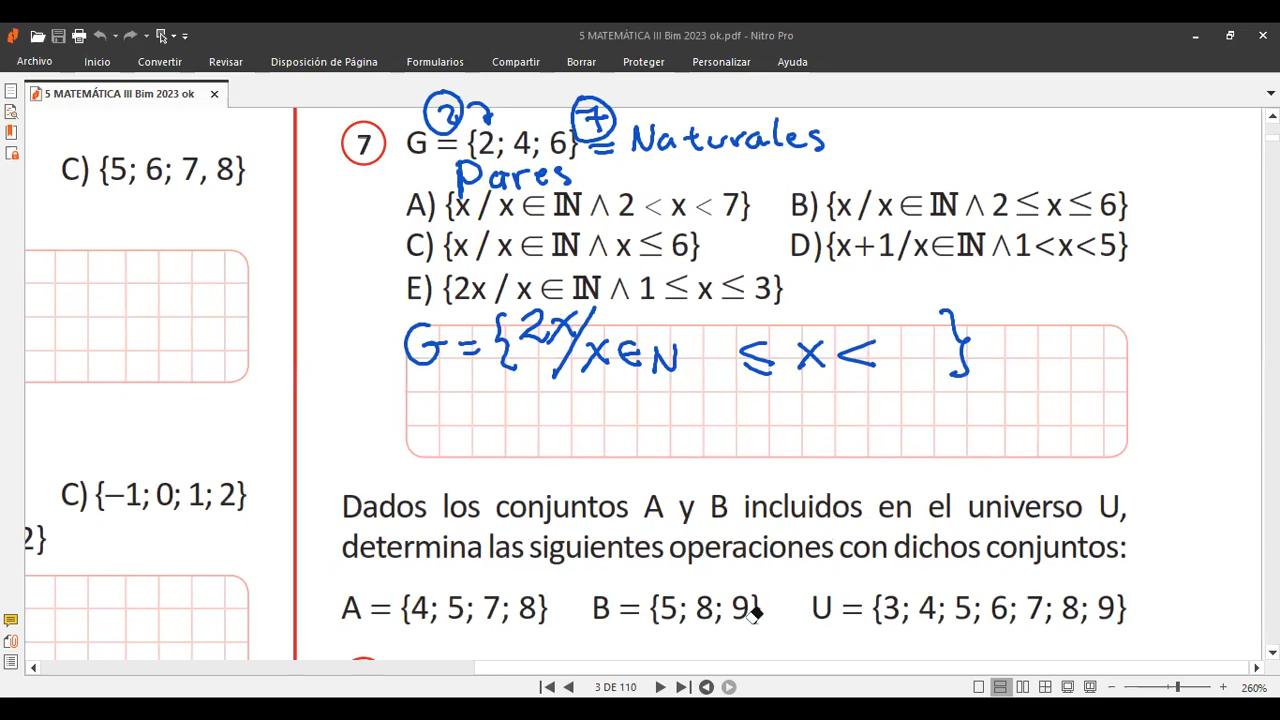 5 MATEMÁTICA III Bim 2023 ok.pdf - Nitro Pro
Archivo Inicio Convertir Revisar Disposición de Página Formularios Compartir Borrar Proteger Personalizar Ayuda
5 MATEMÁTICA III Bim 2023 ok
C) {5; 6; 7, 8}
C) {−1; 0; 1; 2}
2}
2 7
7 G = {2; 4; 6} = Naturales
Pares
A) {x / x ∈ ℕ ∧ 2 < x < 7} B) {x / x ∈ ℕ ∧ 2 ≤ x ≤ 6}
C) {x / x ∈ ℕ ∧ x ≤ 6} D) {x+1/x∈ℕ ∧1<x<5}
E) {2x / x ∈ ℕ ∧ 1 ≤ x ≤ 3}
G = {2x/x∈N ≤ x < }
Dados los conjuntos A y B incluidos en el universo U,
determina las siguientes operaciones con dichos conjuntos:
A = {4; 5; 7; 8} B = {5; 8; 9} U = {3; 4; 5; 6; 7; 8; 9}
3 DE 110
260%